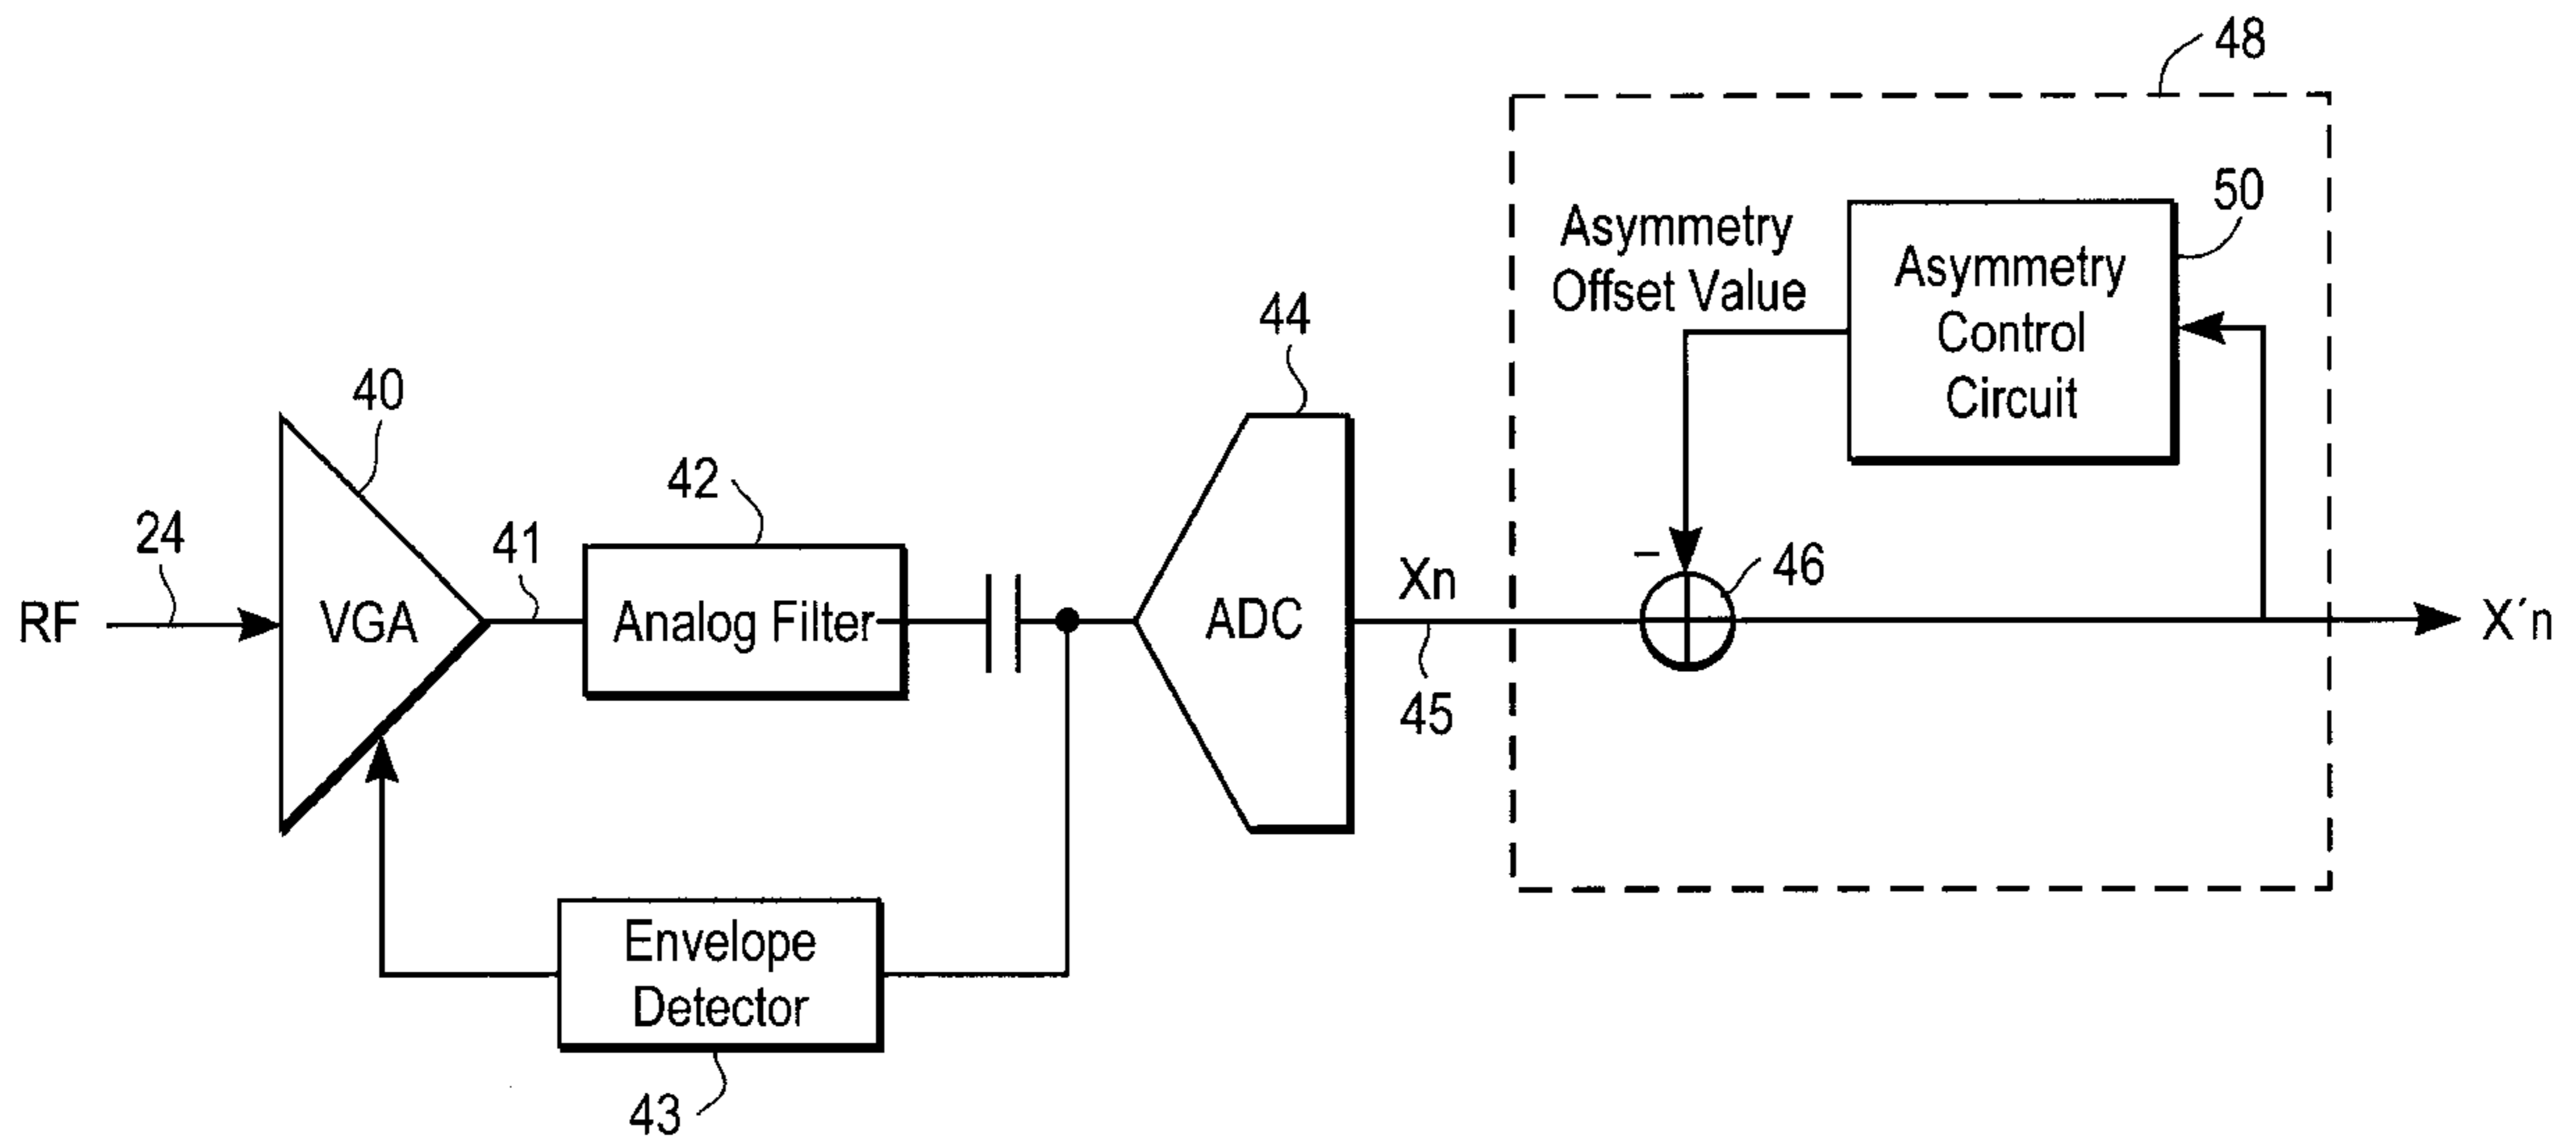 48
50
Asymmetry
Offset Value
Asymmetry
Control
Circuit
44
40
42
24
41
46
RF
VGA
Analog Filter
ADC
Xn
X´n
45
Envelope
Detector
43